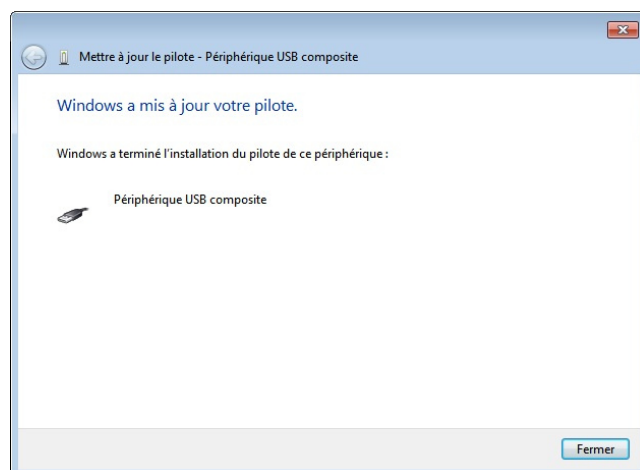 Mettre à jour le pilote - Périphérique USB composite
Windows a mis à jour votre pilote.
Windows a terminé l'installation du pilote de ce périphérique :
Périphérique USB composite
Fermer